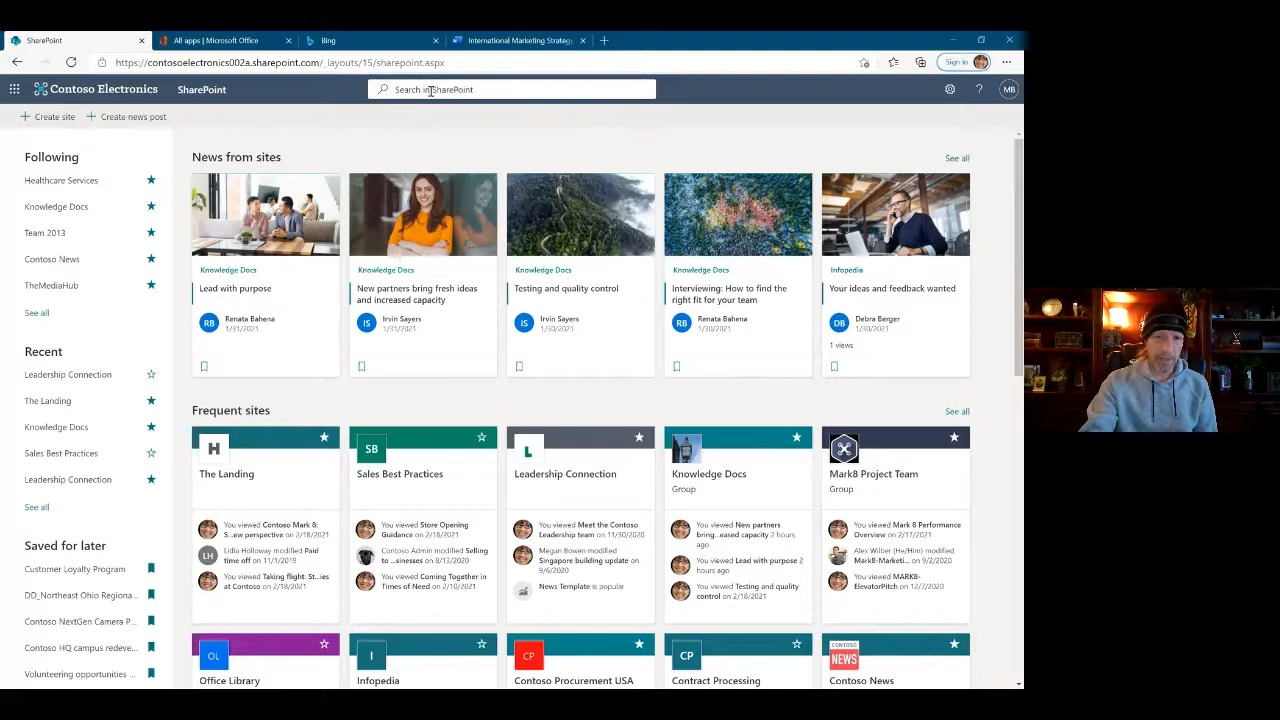 SharePoint
All apps | Microsoft Office
Bing
International Marketing Strateg
https://contosoelectronics002a.sharepoint.com/_layouts/15/sharepoint.aspx
Sign in
Contoso Electronics
SharePoint
Search in SharePoint
MB
Create site
Create news post
Following
Healthcare Services
Knowledge Docs
Team 2013
Contoso News
TheMediaHub
See all
Recent
Leadership Connection
The Landing
Knowledge Docs
Sales Best Practices
Leadership Connection
See all
Saved for later
Customer Loyalty Program
DD_Northeast Ohio Regiona...
Contoso NextGen Camera P...
Contoso HQ campus redeve...
Volunteering opportunities ...
News from sites
See all
Knowledge Docs
Lead with purpose
RB
Renata Bahena
1/31/2021
Knowledge Docs
New partners bring fresh ideas
and increased capacity
IS
Irvin Sayers
1/31/2021
Knowledge Docs
Testing and quality control
IS
Irvin Sayers
1/30/2021
Knowledge Docs
Interviewing: How to find the
right fit for your team
RB
Renata Bahena
1/30/2021
Infopedia
Your ideas and feedback wanted
DB
Debra Berger
1/30/2021
1 views
Frequent sites
See all
H
The Landing
You viewed Contoso Mark 8:
S...ew perspective on 2/18/2021
LH
Lidia Holloway modified Paid
time off on 11/1/2019
You viewed Taking flight: St...ies
at Contoso on 2/18/2021
SB
Sales Best Practices
You viewed Store Opening
Guidance on 2/18/2021
Contoso Admin modified Selling
to ...sinesses on 8/13/2020
You viewed Coming Together in
Times of Need on 2/10/2021
L
Leadership Connection
You viewed Meet the Contoso
Leadership team on 11/30/2020
Megan Bowen modified
Singapore building update on
9/6/2020
News Template is popular
Knowledge Docs
Group
You viewed New partners
bring...eased capacity 2 hours
ago
You viewed Lead with purpose 2
hours ago
You viewed Testing and quality
control on 2/18/2021
Mark8 Project Team
Group
You viewed Mark 8 Performance
Overview on 2/17/2021
Alex Wilber (He/Him) modified
Mark8-Marketi... on 9/2/2020
You viewed MARK8-
ElevatorPitch on 12/7/2020
OL
Office Library
I
Infopedia
CP
Contoso Procurement USA
CP
Contract Processing
CONTOSO
NEWS
Contoso News